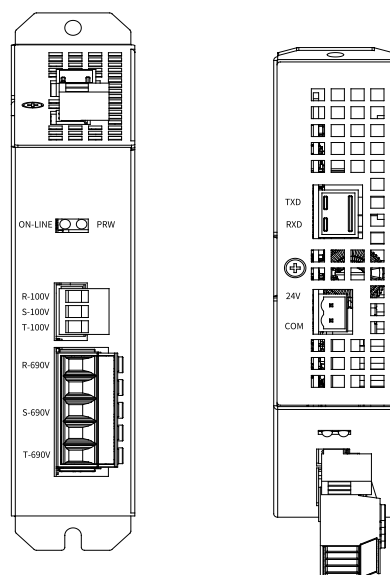 ON-LINE PRW
R-100V
S-100V
T-100V
R-690V
S-690V
T-690V
TXD
RXD
24V
COM